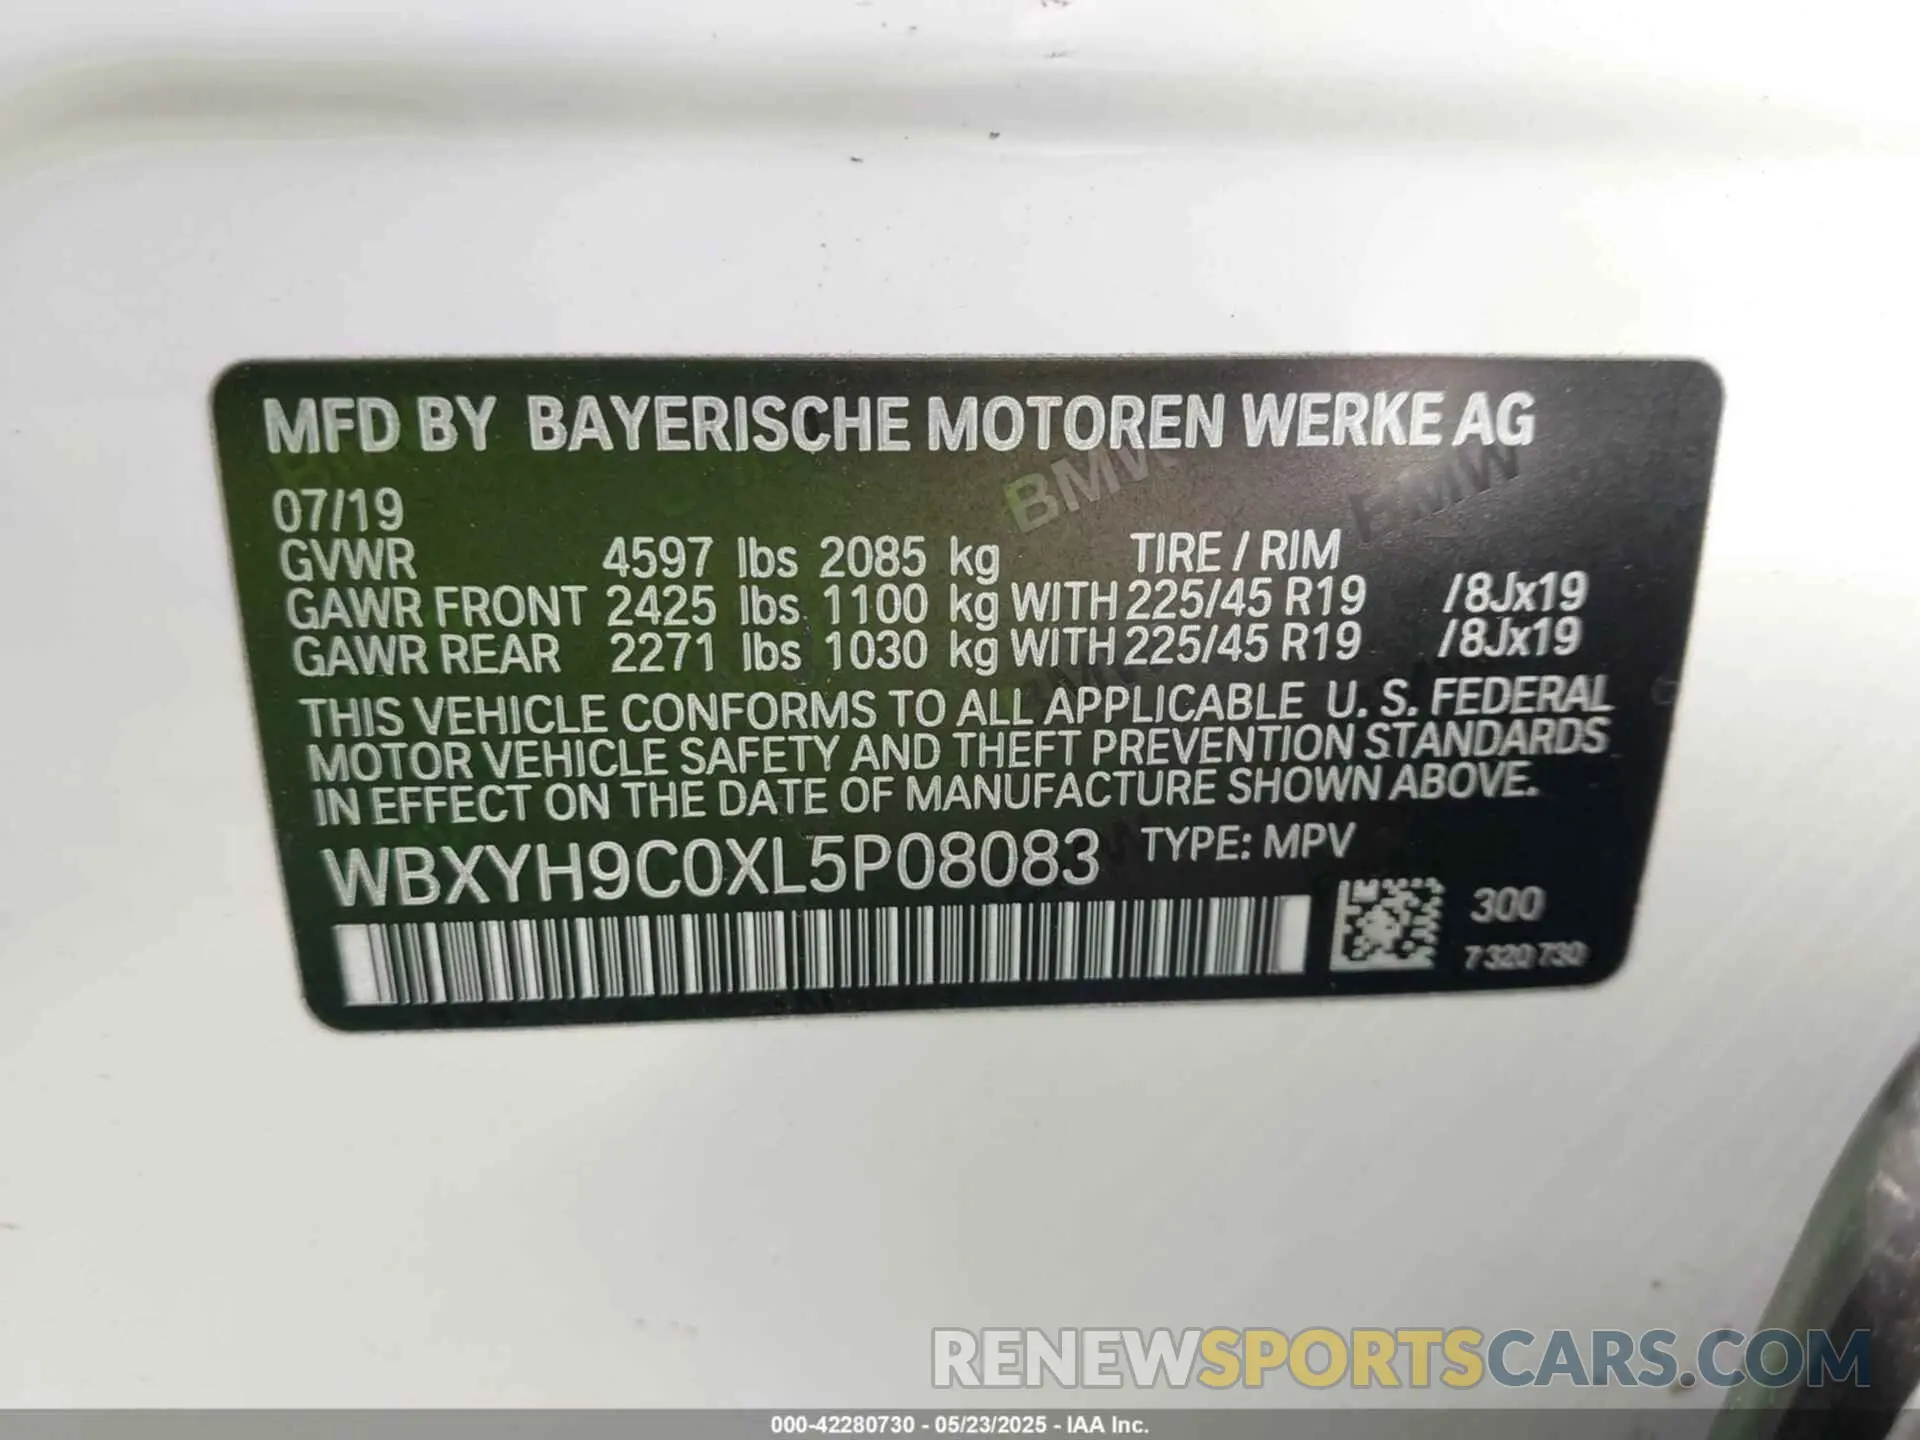 MFD BY BAYERISCHE MOTOREN WERKE AG
07/19
GVWR 4597 lbs 2085 kg TIRE / RIM
GAWR FRONT 2425 lbs 1100 kg WITH 225/45 R19 /8Jx19
GAWR REAR 2271 lbs 1030 kg WITH 225/45 R19 /8Jx19
THIS VEHICLE CONFORMS TO ALL APPLICABLE U. S. FEDERAL
MOTOR VEHICLE SAFETY AND THEFT PREVENTION STANDARDS
IN EFFECT ON THE DATE OF MANUFACTURE SHOWN ABOVE.
WBXYH9C0XL5P08083 TYPE: MPV
300
7 320 730
BMW BMW
RENEWSPORTSCARS.COM
000-42280730 - 05/23/2025 - IAA Inc.